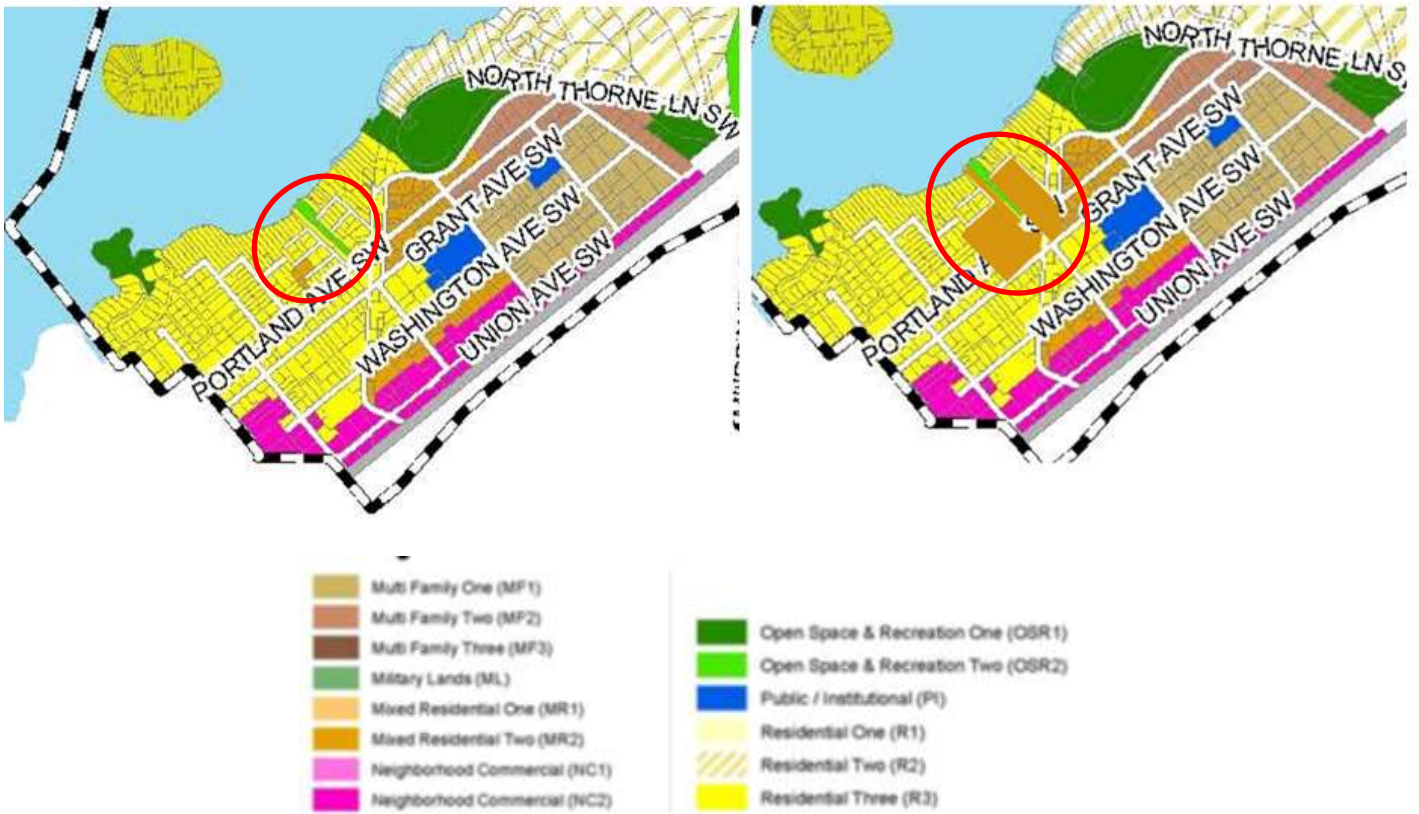 NORTH THORNE LN SW
GRANT AVE SW
WASHINGTON AVE SW
PORTLAND AVE SW
UNION AVE SW
NORTH THORNE LN S
GRANT AVE SW
WASHINGTON AVE SW
PORTLAND A
UNION AVE SW
Multi Family One (MF1)
Multi Family Two (MF2)
Multi Family Three (MF3)
Military Lands (ML)
Mixed Residential One (MR1)
Mixed Residential Two (MR2)
Neighborhood Commercial (NC1)
Neighborhood Commercial (NC2)
Open Space & Recreation One (OSR1)
Open Space & Recreation Two (OSR2)
Public / Institutional (PI)
Residential One (R1)
Residential Two (R2)
Residential Three (R3)